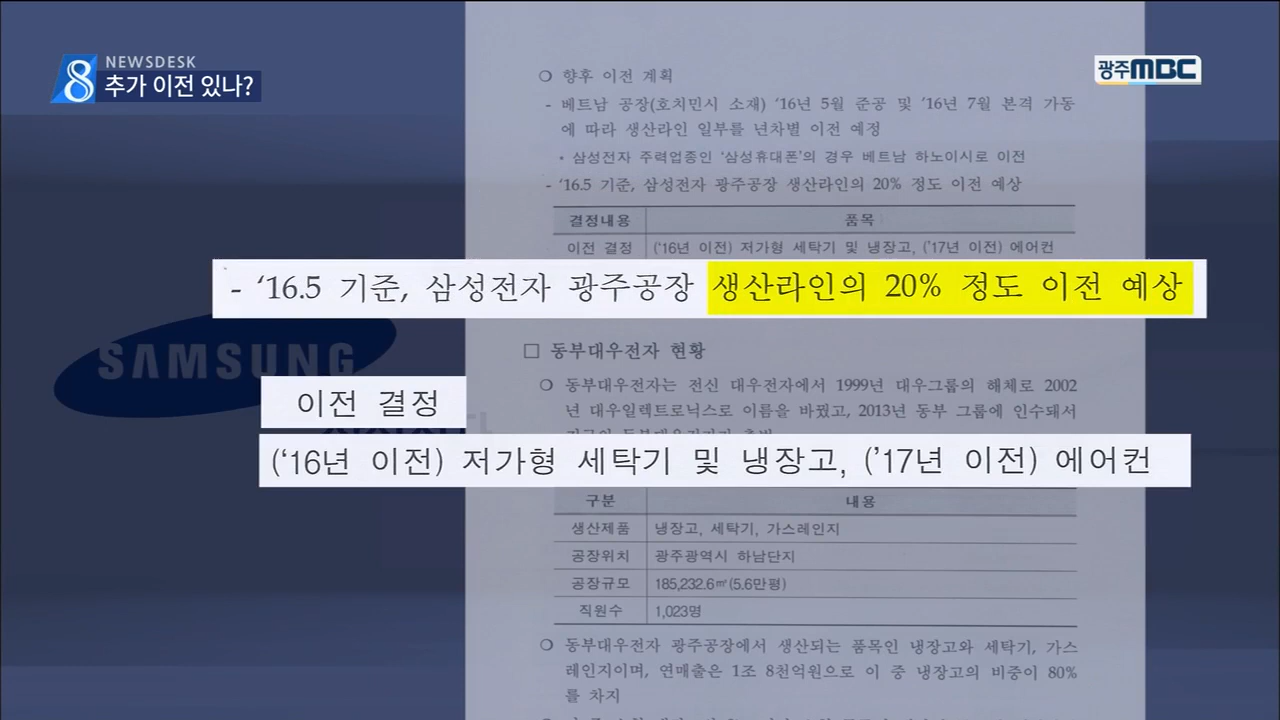 NEWSDESK
8 추가 이전 있나?
광주MBC
❍ 향후 이전 계획
- 베트남 공장(호치민시 소재) '16년 5월 준공 및 '16년 7월 본격 가동
에 따라 생산라인 일부를 년차별 이전 예정
* 삼성전자 주력업종인 '삼성휴대폰'의 경우 베트남 하노이시로 이전
- '16.5 기준, 삼성전자 광주공장 생산라인의 20% 정도 이전 예상
결정내용 품목
이전 결정 ('16년 이전) 저가형 세탁기 및 냉장고, ('17년 이전) 에어컨
- '16.5 기준, 삼성전자 광주공장 생산라인의 20% 정도 이전 예상
SAMSUNG
□ 동부대우전자 현황
❍ 동부대우전자는 전신 대우전자에서 1999년 대우그룹의 해체로 2002
년 대우일렉트로닉스로 이름을 바꿨고, 2013년 동부 그룹에 인수돼서
이전 결정
('16년 이전) 저가형 세탁기 및 냉장고, ('17년 이전) 에어컨
구분 내용
생산제품 냉장고, 세탁기, 가스레인지
공장위치 광주광역시 하남단지
공장규모 185,232.6㎡(5.6만평)
직원수 1,023명
❍ 동부대우전자 광주공장에서 생산되는 품목인 냉장고와 세탁기, 가스
레인지이며, 연매출은 1조 8천억원으로 이 중 냉장고의 비중이 80%
를 차지